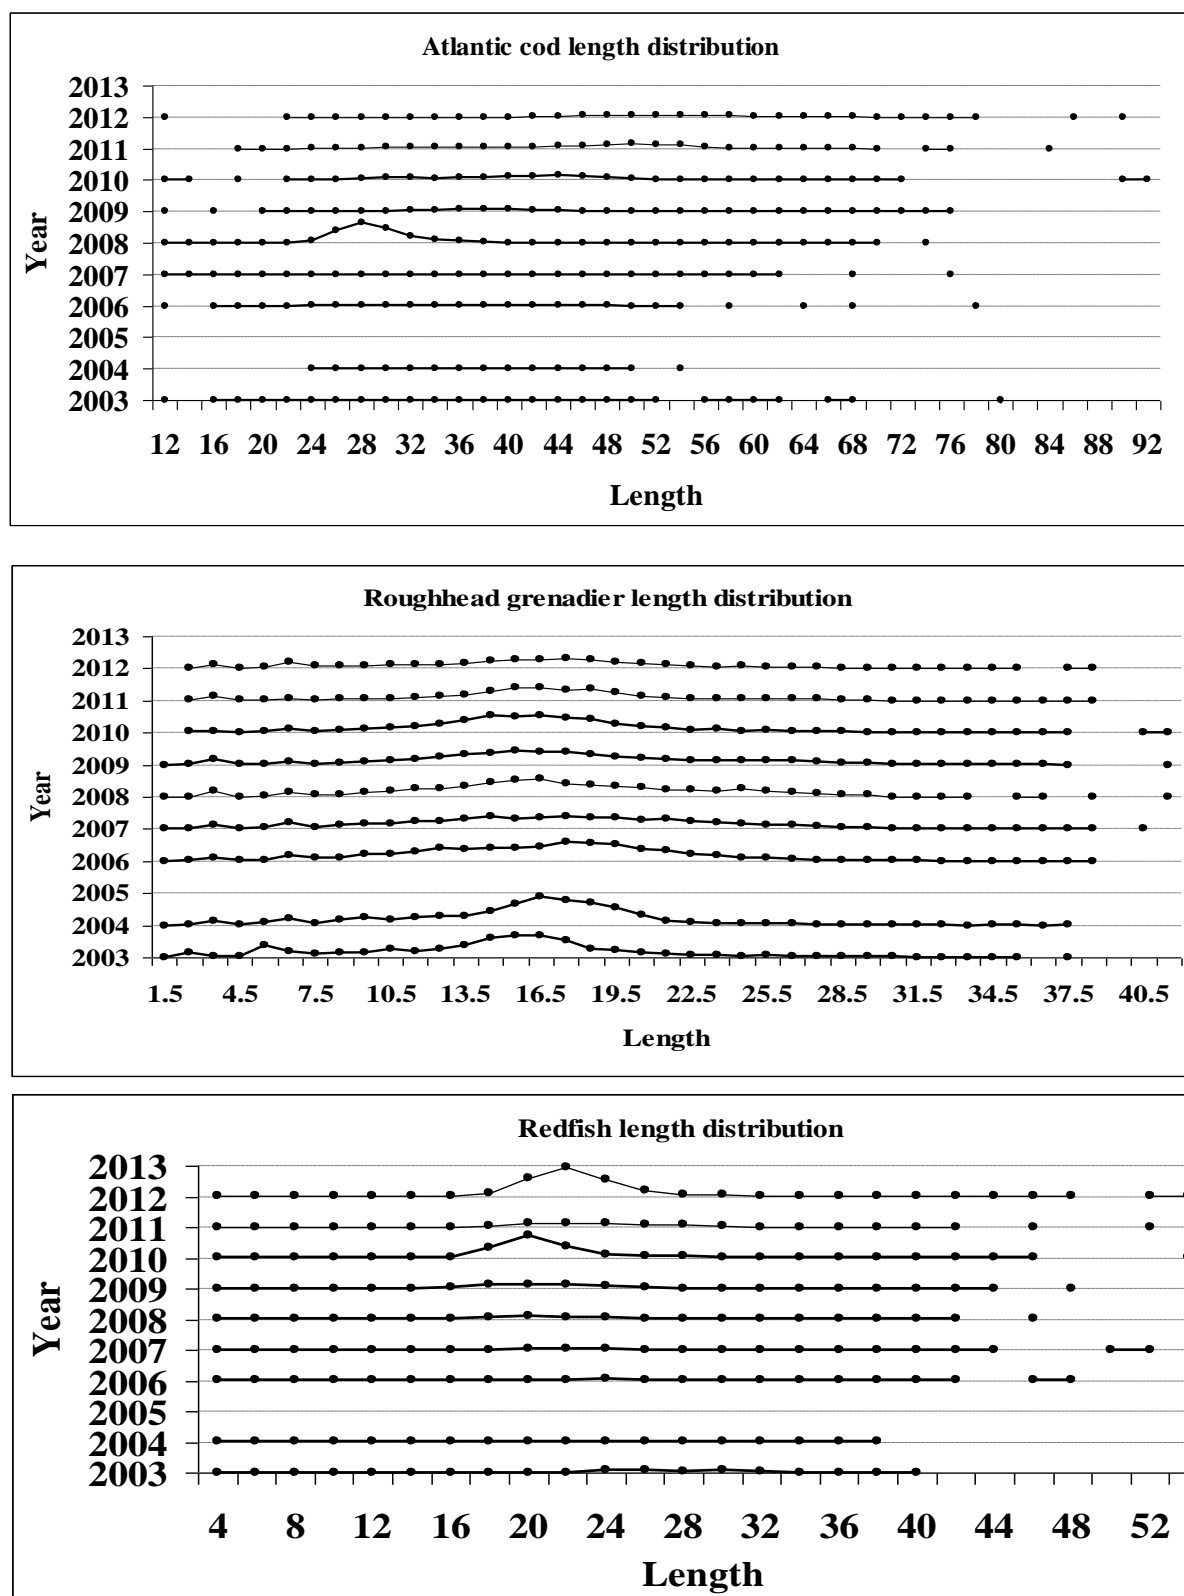 Atlantic cod length distribution
2013
2012
2011
2010
2009
2008
2007
2006
2005
2004
2003
Year
12 16 20 24 28 32 36 40 44 48 52 56 60 64 68 72 76 80 84 88 92
Length
Roughhead grenadier length distribution
2013
2012
2011
2010
2009
2008
2007
2006
2005
2004
2003
Year
1.5 4.5 7.5 10.5 13.5 16.5 19.5 22.5 25.5 28.5 31.5 34.5 37.5 40.5
Length
Redfish length distribution
2013
2012
2011
2010
2009
2008
2007
2006
2005
2004
2003
Year
4 8 12 16 20 24 28 32 36 40 44 48 52
Length